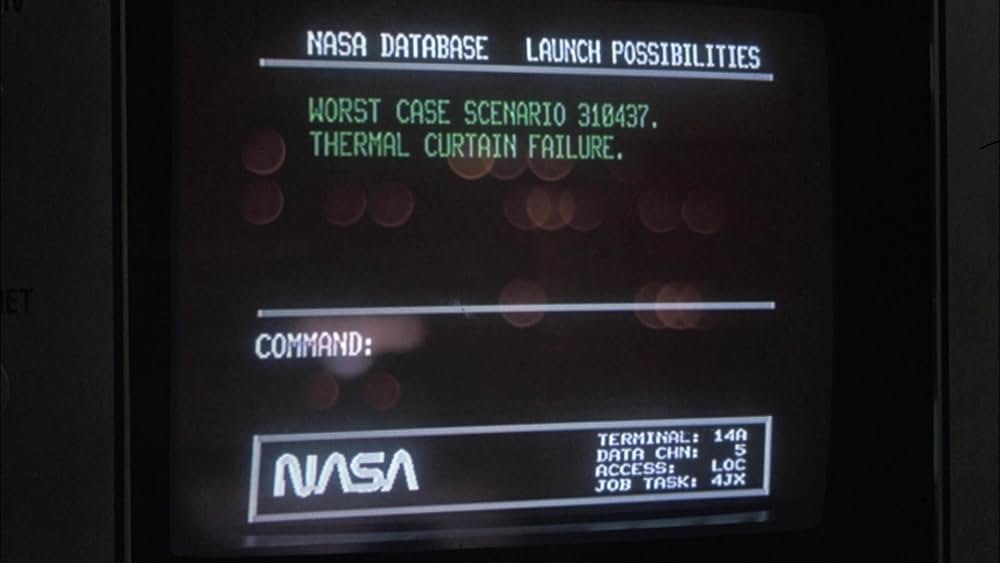 NASA DATABASE LAUNCH POSSIBILITIES
WORST CASE SCENARIO 310437.
THERMAL CURTAIN FAILURE.
COMMAND:
NASA
TERMINAL: 14A
DATA CHN: 5
ACCESS: LOC
JOB TASK: 4JX